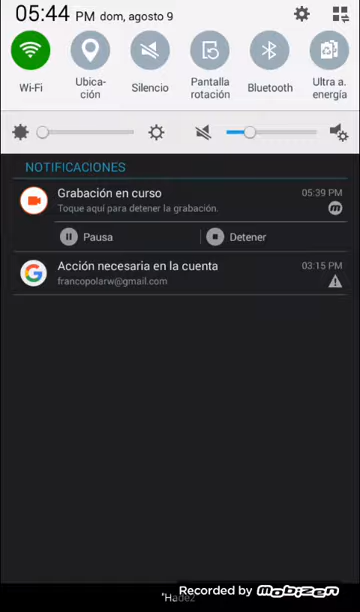 05:44 PM dom, agosto 9
Wi-Fi
Ubica-
ción
Silencio
Pantalla
rotación
Bluetooth
Ultra a.
energía
NOTIFICACIONES
Grabación en curso 05:39 PM
Toque aquí para detener la grabación.
Pausa Detener
Acción necesaria en la cuenta 03:15 PM
francopolarw@gmail.com
Recorded by mobizen